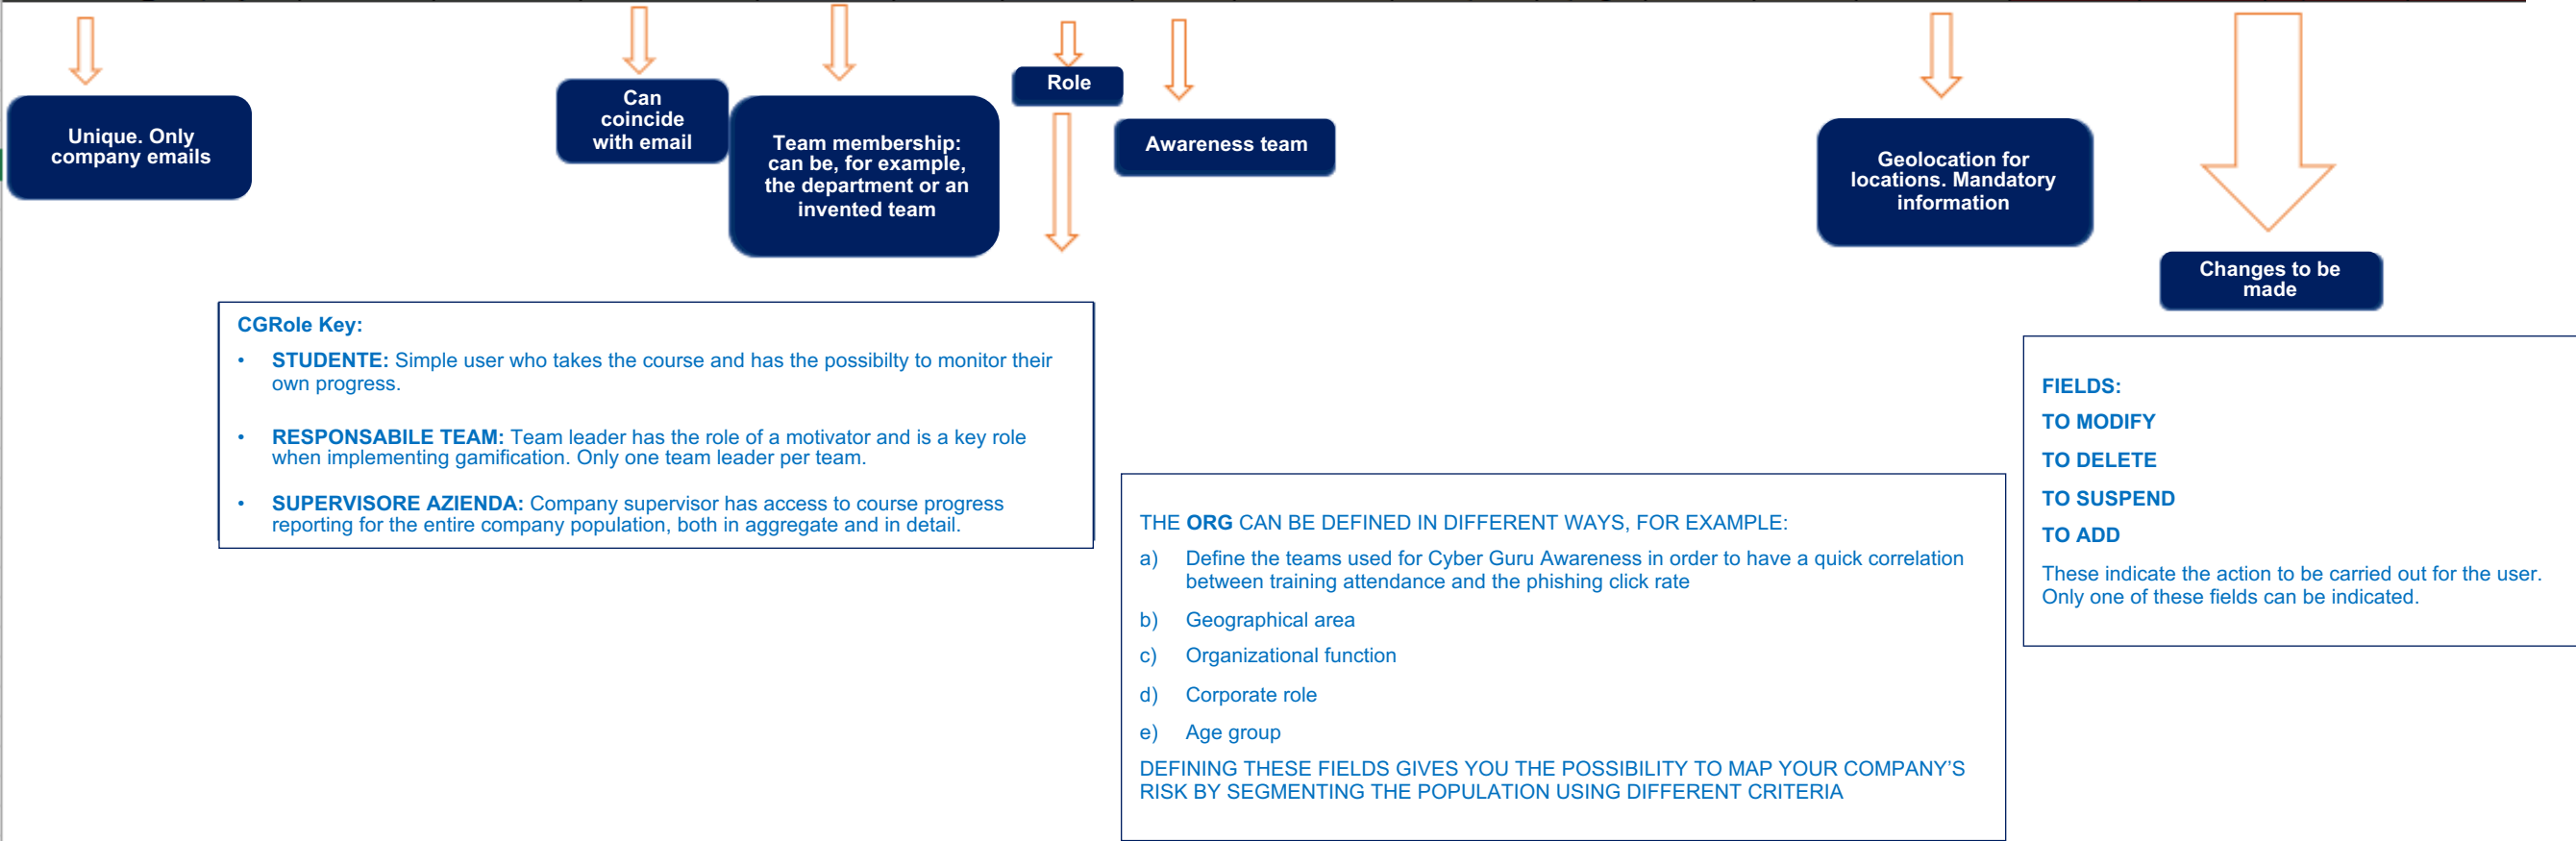 Unique. Only
company emails
Can
coincide
with email
Team membership:
can be, for example,
the department or an
invented team
Role
Awareness team
Geolocation for
locations. Mandatory
information
Changes to be
made
CGRole Key:
• STUDENTE: Simple user who takes the course and has the possibilty to monitor their
own progress.
• RESPONSABILE TEAM: Team leader has the role of a motivator and is a key role
when implementing gamification. Only one team leader per team.
• SUPERVISORE AZIENDA: Company supervisor has access to course progress
reporting for the entire company population, both in aggregate and in detail.
THE ORG CAN BE DEFINED IN DIFFERENT WAYS, FOR EXAMPLE:
a) Define the teams used for Cyber Guru Awareness in order to have a quick correlation
between training attendance and the phishing click rate
b) Geographical area
c) Organizational function
d) Corporate role
e) Age group
DEFINING THESE FIELDS GIVES YOU THE POSSIBILITY TO MAP YOUR COMPANY'S
RISK BY SEGMENTING THE POPULATION USING DIFFERENT CRITERIA
FIELDS:
TO MODIFY
TO DELETE
TO SUSPEND
TO ADD
These indicate the action to be carried out for the user.
Only one of these fields can be indicated.